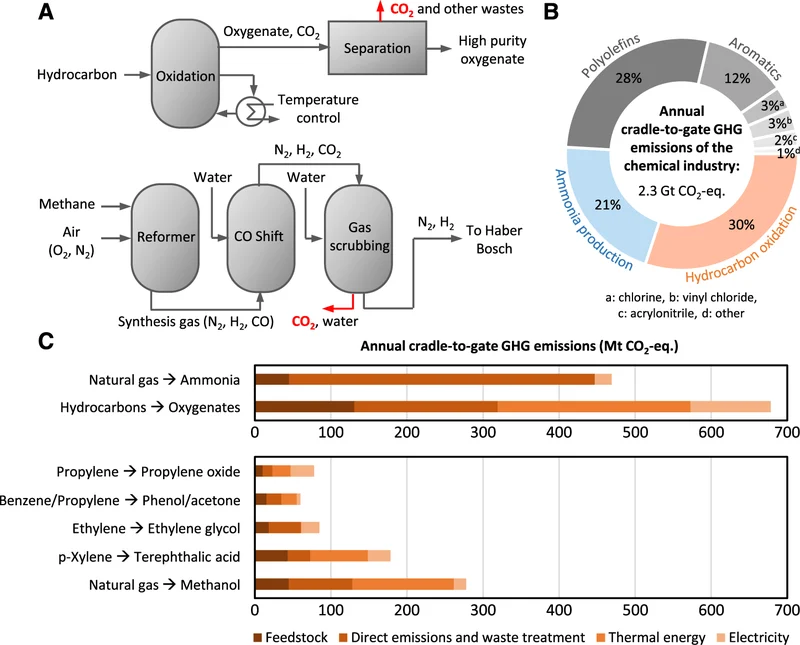 A
Hydrocarbon
Oxidation
Oxygenate, CO₂
Temperature
control
Separation
CO₂ and other wastes
High purity
oxygenate
Methane
Air
(O₂, N₂)
Reformer
Water
CO Shift
N₂, H₂, CO₂
Water
Gas
scrubbing
N₂, H₂
To Haber
Bosch
Synthesis gas (N₂, H₂, CO)
CO₂, water
B
Polyolefins
28%
Aromatics
12%
3%ᵃ
3%ᵇ
2%ᶜ
1%ᵈ
Annual
cradle-to-gate GHG
emissions of the
chemical industry:
2.3 Gt CO₂-eq.
Ammonia production
21%
30%
Hydrocarbon oxidation
a: chlorine, b: vinyl chloride,
c: acrylonitrile, d: other
C
Annual cradle-to-gate GHG emissions (Mt CO₂-eq.)
Natural gas → Ammonia
Hydrocarbons → Oxygenates
0 100 200 300 400 500 600 700
Propylene → Propylene oxide
Benzene/Propylene → Phenol/acetone
Ethylene → Ethylene glycol
p-Xylene → Terephthalic acid
Natural gas → Methanol
0 100 200 300 400 500 600 700
Feedstock Direct emissions and waste treatment Thermal energy Electricity